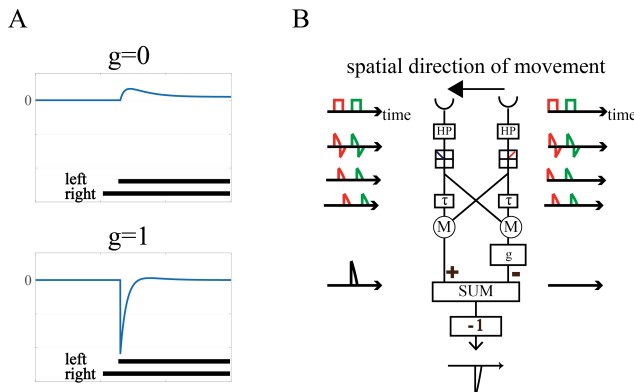 A
g=0
0
left
right
g=1
0
left
right
B
spatial direction of movement
time
time
HP
HP
τ
τ
M
M
g
+
-
SUM
-1